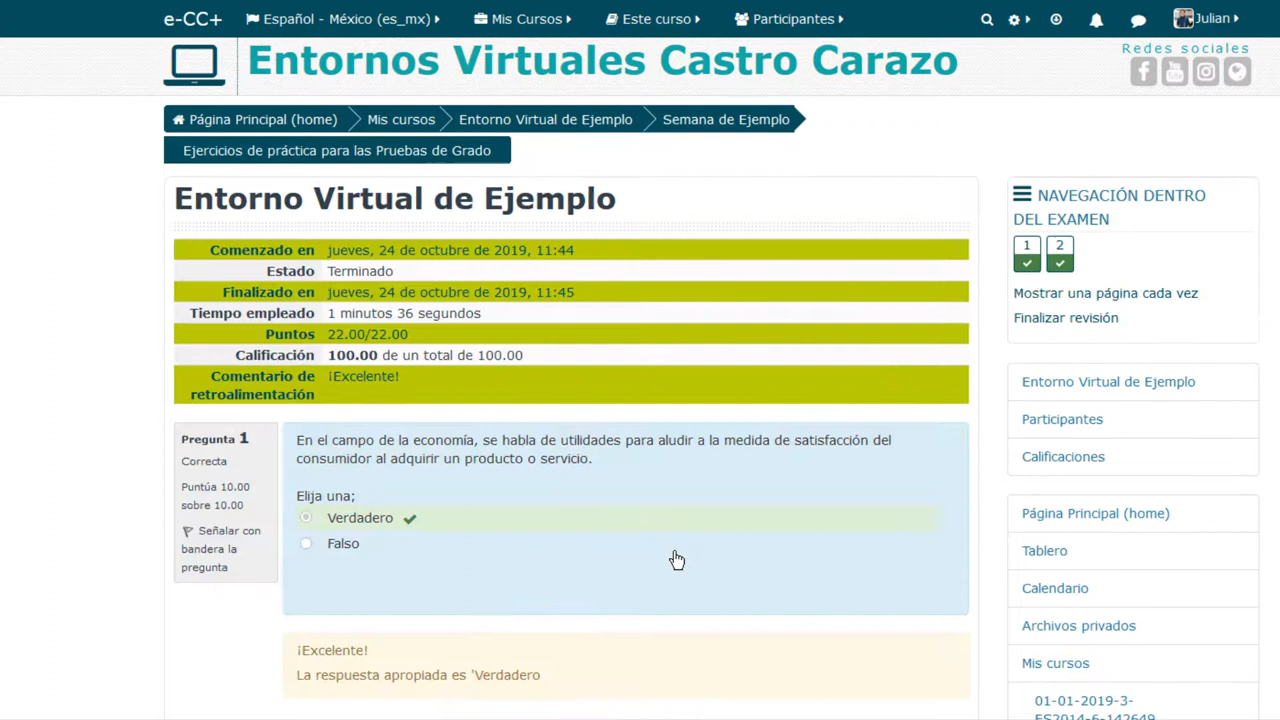 e-CC+
Español - México (es_mx)
Mis Cursos
Este curso
Participantes
Julian
Entornos Virtuales Castro Carazo
Redes sociales
Página Principal (home)
Mis cursos
Entorno Virtual de Ejemplo
Semana de Ejemplo
Ejercicios de práctica para las Pruebas de Grado
Entorno Virtual de Ejemplo
Comenzado en jueves, 24 de octubre de 2019, 11:44
Estado Terminado
Finalizado en jueves, 24 de octubre de 2019, 11:45
Tiempo empleado 1 minutos 36 segundos
Puntos 22.00/22.00
Calificación 100.00 de un total de 100.00
Comentario de ¡Excelente!
retroalimentación
Pregunta 1
Correcta
Puntúa 10.00
sobre 10.00
Señalar con
bandera la
pregunta
En el campo de la economía, se habla de utilidades para aludir a la medida de satisfacción del
consumidor al adquirir un producto o servicio.
Elija una;
Verdadero
Falso
¡Excelente!
La respuesta apropiada es 'Verdadero
NAVEGACIÓN DENTRO
DEL EXAMEN
1 2
Mostrar una página cada vez
Finalizar revisión
Entorno Virtual de Ejemplo
Participantes
Calificaciones
Página Principal (home)
Tablero
Calendario
Archivos privados
Mis cursos
01-01-2019-3-
ES2014-6-142649